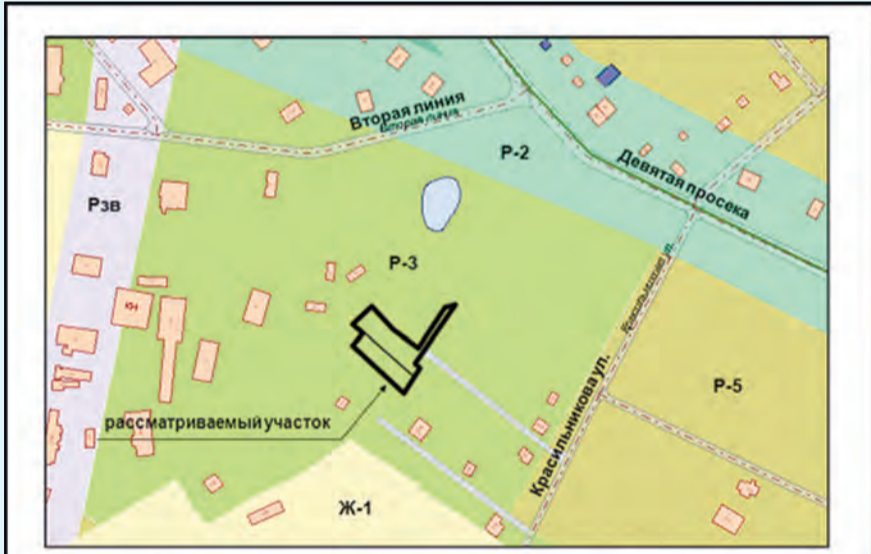 Вторая линия
Вторая линия
Р-2
Девятая просека
Рзв
Р-3
Красильникова ул.
Р-5
рассматриваемый участок
Ж-1
КН